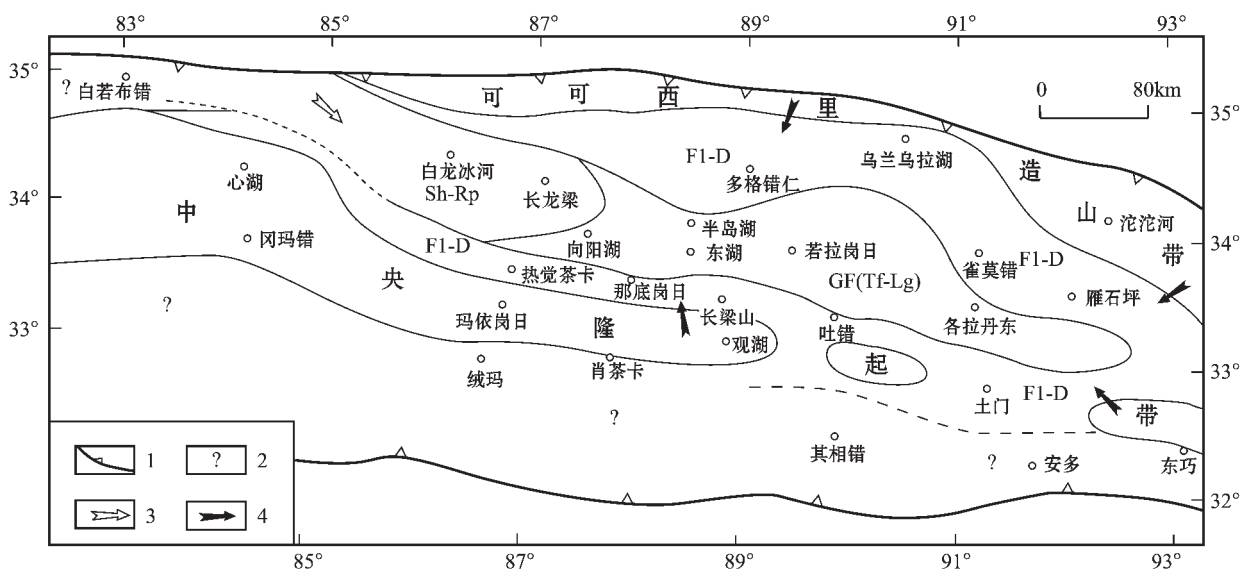 83°
85°
87°
89°
91°
93°
35°
?
白若布错
可
可
西
里
0
80km
35°
F1-D
乌兰乌拉湖
多格错仁
造
白龙冰河
Sh-Rp
长龙梁
心湖
34°
中
山
沱沱河
半岛湖
向阳湖
东湖
冈玛错
F1-D
若拉岗日
雀莫错
F1-D
带
34°
央
热觉茶卡
那底岗日
GF(Tf-Lg)
雁石坪
?
玛依岗日
长梁山
各拉丹东
33°
隆
吐错
观湖
起
绒玛
肖茶卡
33°
土门
F1-D
带
?
其相错
?
安多
东巧
32°
1
?
2
3
4
85°
87°
89°
91°
93°